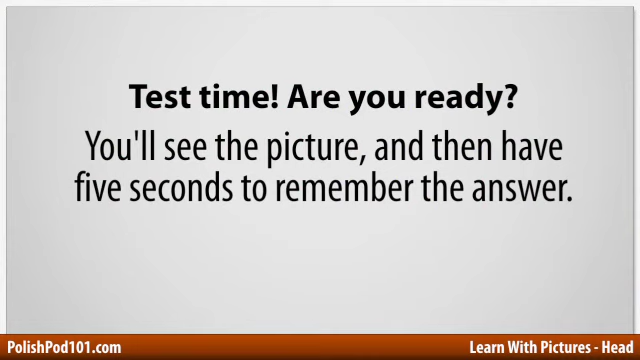 Test time! Are you ready?
You'll see the picture, and then have
five seconds to remember the answer.
PolishPod101.com
Learn With Pictures - Head